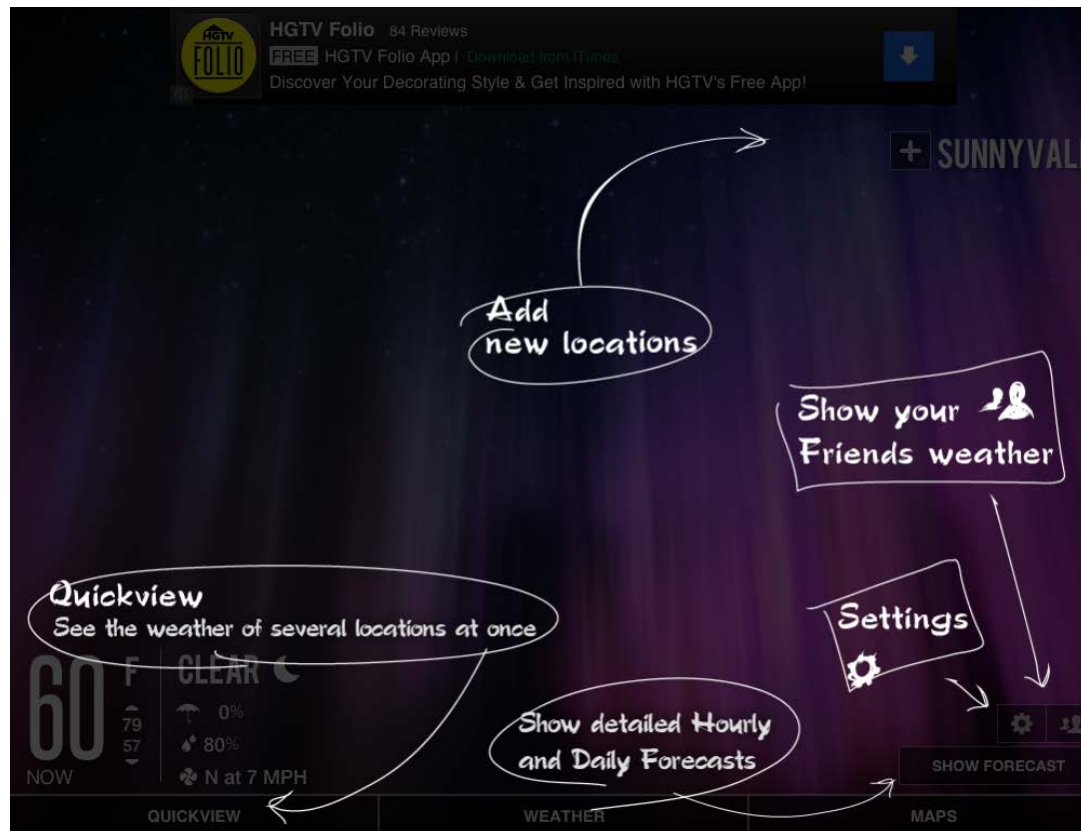 HGTV
FOLIO
HGTV Folio 84 Reviews
FREE HGTV Folio App | Download from iTunes
Discover Your Decorating Style & Get Inspired with HGTV's Free App!
+ SUNNYVAL
Add
new locations
Show your
Friends weather
Quickview
See the weather of several locations at once
Settings
60 F
79
57
NOW
CLEAR
0%
80%
N at 7 MPH
Show detailed Hourly
and Daily Forecasts
SHOW FORECAST
QUICKVIEW WEATHER MAPS